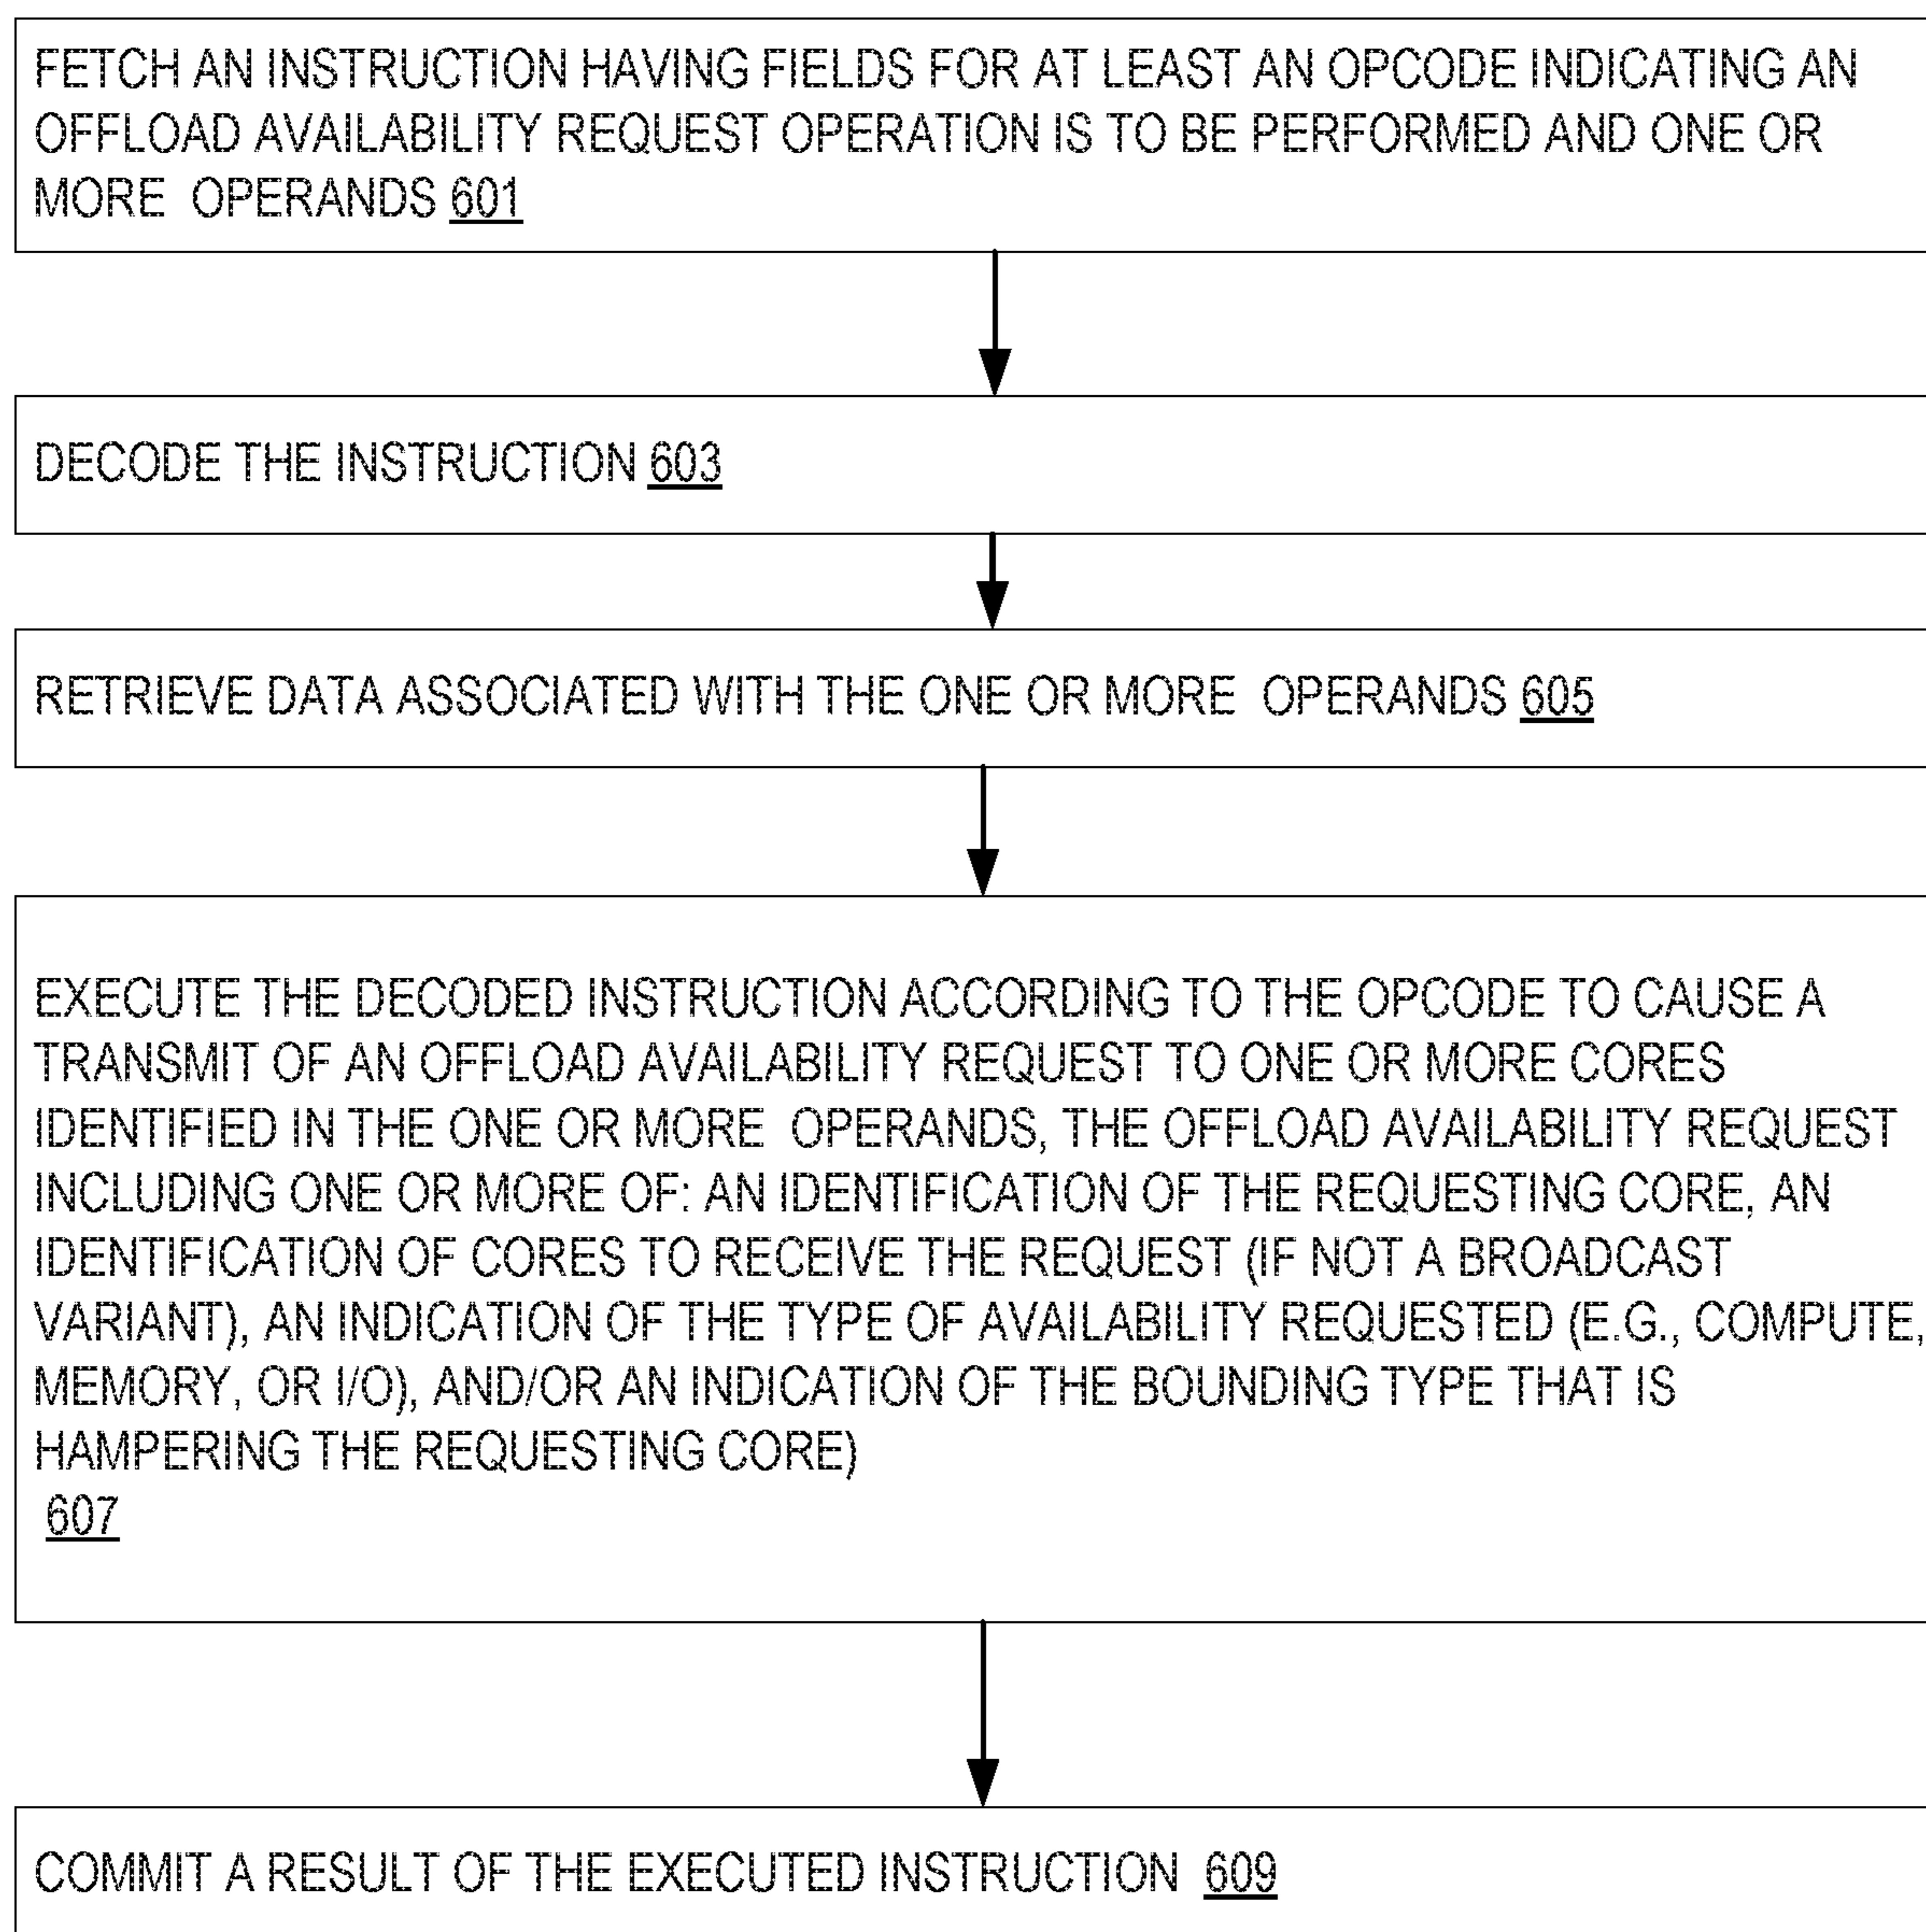 FETCH AN INSTRUCTION HAVING FIELDS FOR AT LEAST AN OPCODE INDICATING AN
OFFLOAD AVAILABILITY REQUEST OPERATION IS TO BE PERFORMED AND ONE OR
MORE OPERANDS 601
DECODE THE INSTRUCTION 603
RETRIEVE DATA ASSOCIATED WITH THE ONE OR MORE OPERANDS 605
EXECUTE THE DECODED INSTRUCTION ACCORDING TO THE OPCODE TO CAUSE A
TRANSMIT OF AN OFFLOAD AVAILABILITY REQUEST TO ONE OR MORE CORES
IDENTIFIED IN THE ONE OR MORE OPERANDS, THE OFFLOAD AVAILABILITY REQUEST
INCLUDING ONE OR MORE OF: AN IDENTIFICATION OF THE REQUESTING CORE, AN
IDENTIFICATION OF CORES TO RECEIVE THE REQUEST (IF NOT A BROADCAST
VARIANT), AN INDICATION OF THE TYPE OF AVAILABILITY REQUESTED (E.G., COMPUTE,
MEMORY, OR I/O), AND/OR AN INDICATION OF THE BOUNDING TYPE THAT IS
HAMPERING THE REQUESTING CORE)
607
COMMIT A RESULT OF THE EXECUTED INSTRUCTION 609